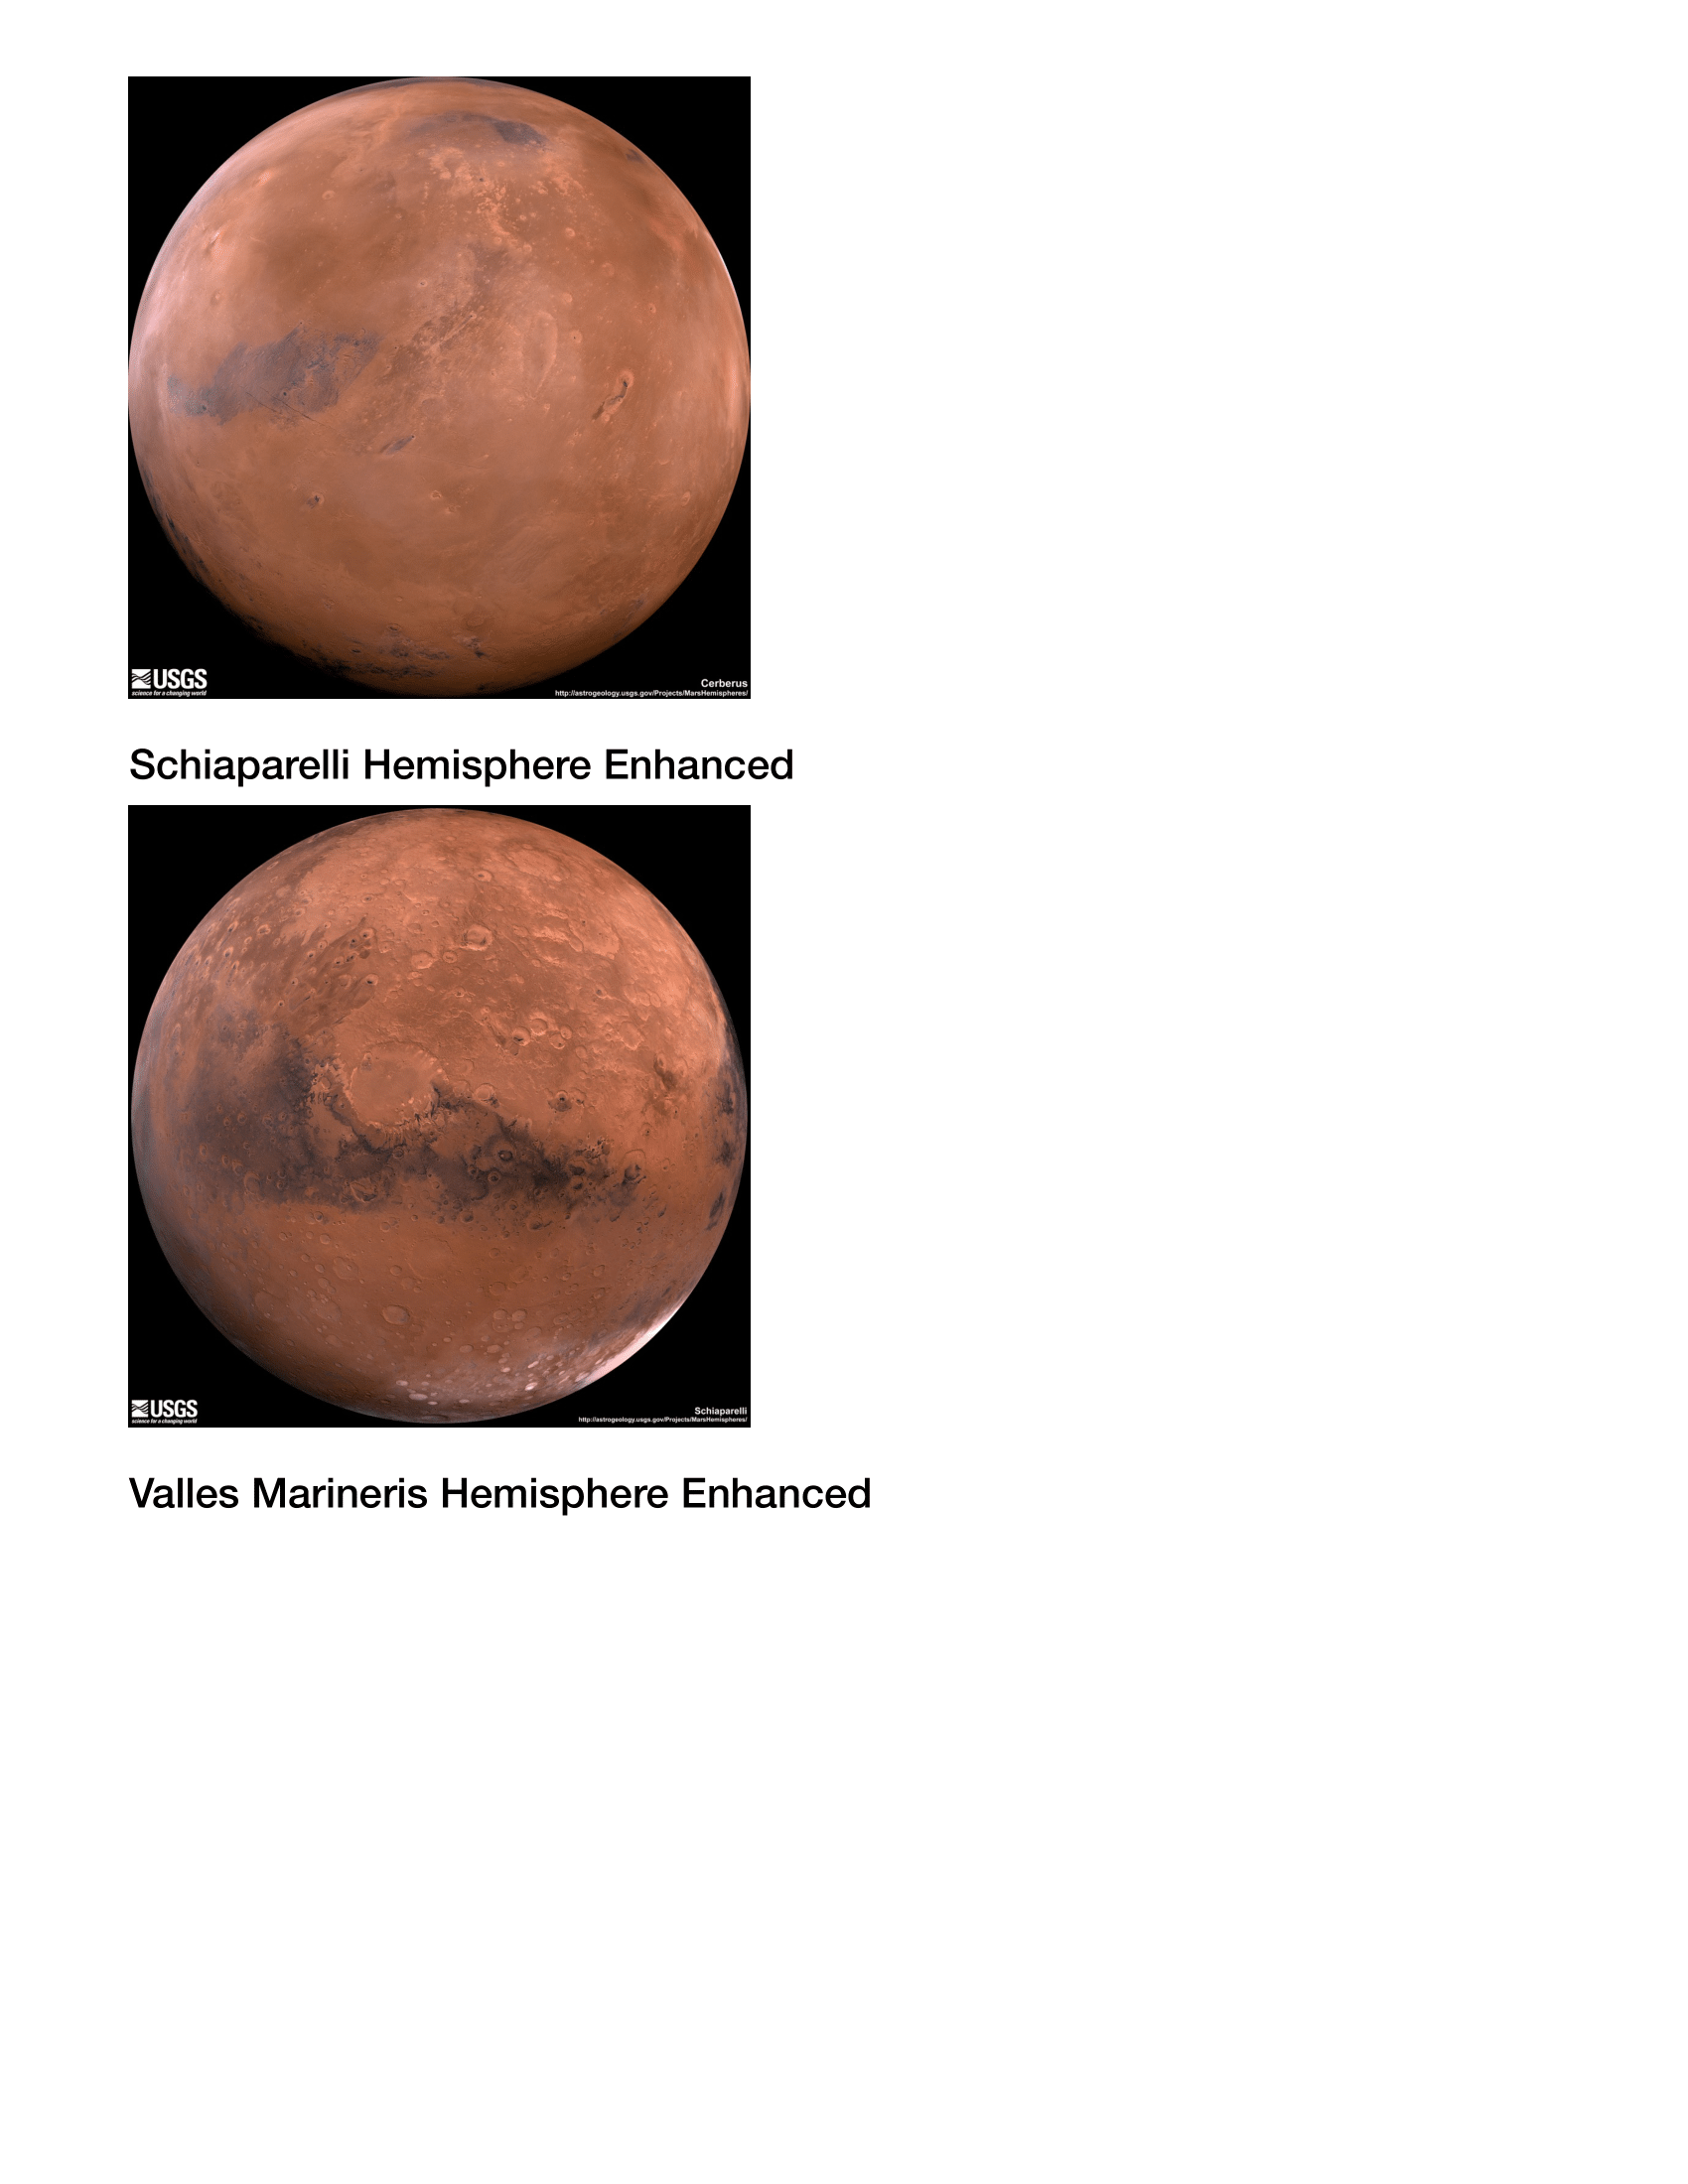 USGS
science for a changing world
Cerberus
http://astrogeology.usgs.gov/Projects/MarsHemispheres/
Schiaparelli Hemisphere Enhanced
USGS
science for a changing world
Schiaparelli
http://astrogeology.usgs.gov/Projects/MarsHemispheres/
Valles Marineris Hemisphere Enhanced